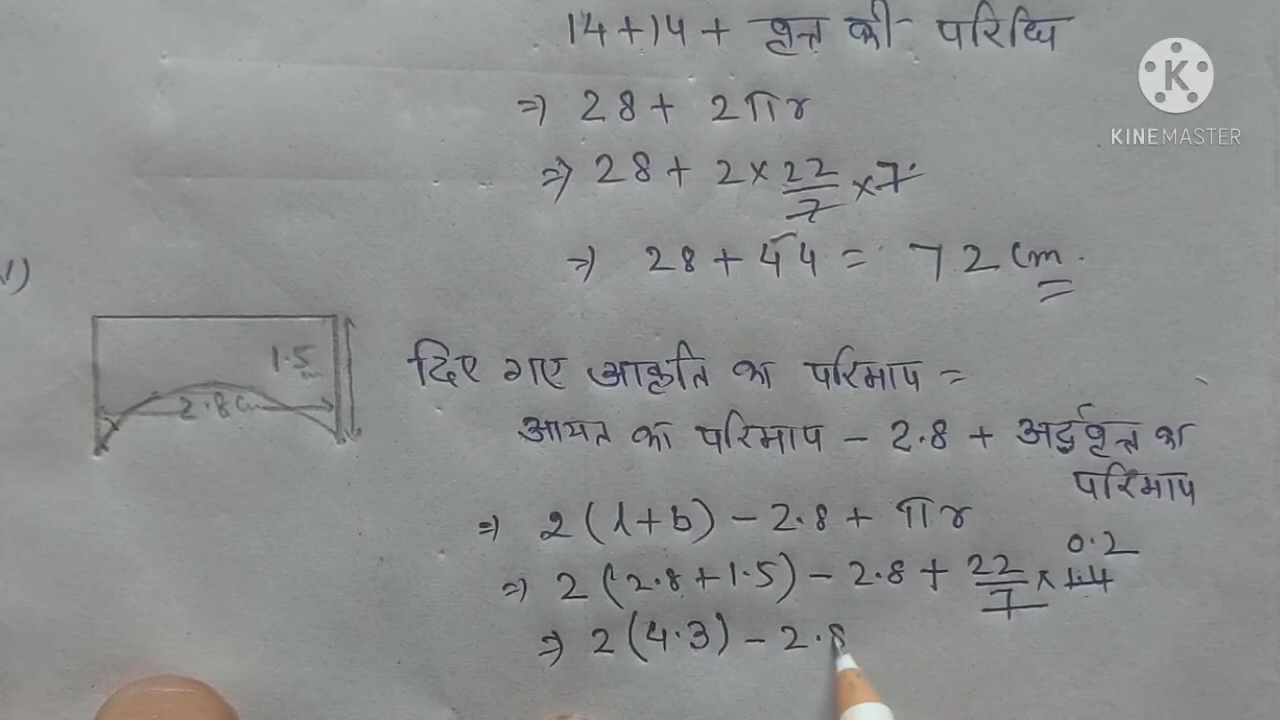 14+14+ वृत्त की परिधि
⇒ 28 + 2πr
⇒ 28 + 2 × 22/7 × 7
⇒ 28 + 44 = 72 cm.
1)
1.5
2.8 cm
दिए गए आकृति का परिमाप =
आयत का परिमाप – 2.8 + अर्द्धवृत्त का
परिमाप
⇒ 2(l+b) – 2.8 + πr
0.2
⇒ 2(2.8+1.5) – 2.8 + 22/7 × 1.4
⇒ 2(4.3) – 2.8
K
KINEMASTER